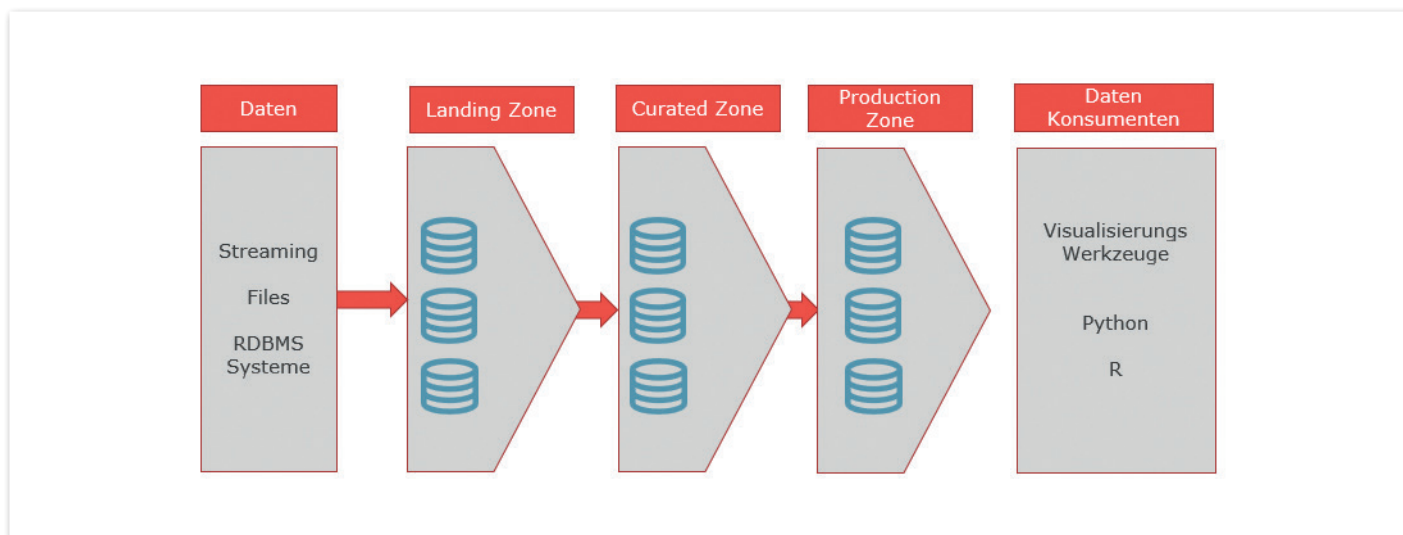 Daten
Landing Zone
Curated Zone
Production
Zone
Daten
Konsumenten
Streaming
Files
RDBMS
Systeme
Visualisierungs
Werkzeuge
Python
R